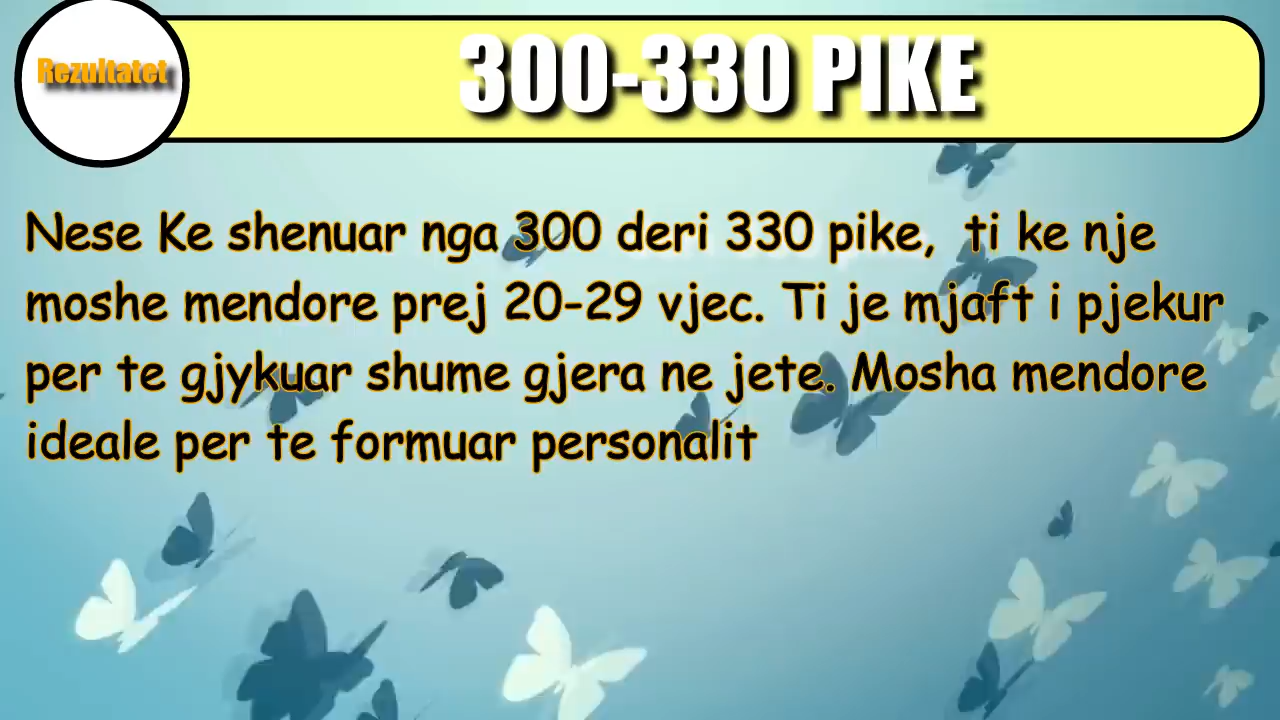 Rezultatet
300-330 PIKE
Nese Ke shenuar nga 300 deri 330 pike, ti ke nje
moshe mendore prej 20-29 vjec. Ti je mjaft i pjekur
per te gjykuar shume gjera ne jete. Mosha mendore
ideale per te formuar personalit